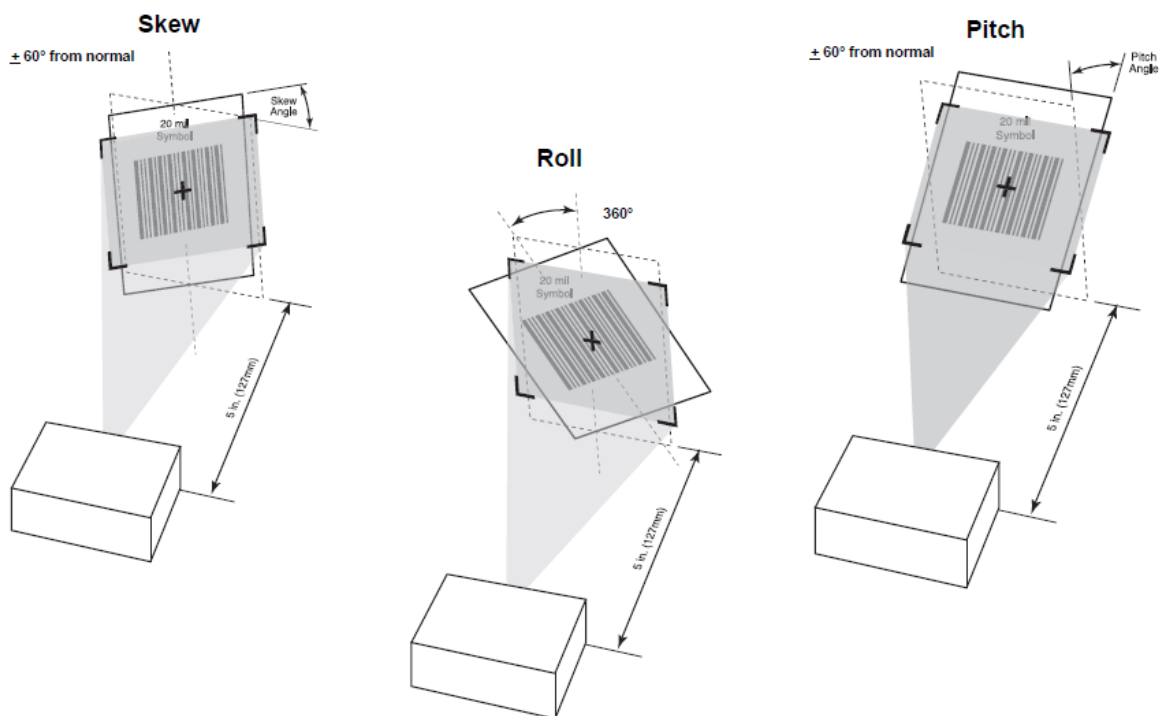 Skew
± 60° from normal
Skew
Angle
20 mil
Symbol
5 in. (127mm)
Roll
360°
20 mil
Symbol
5 in. (127mm)
Pitch
± 60° from normal
Pitch
Angle
20 mil
Symbol
5 in. (127mm)